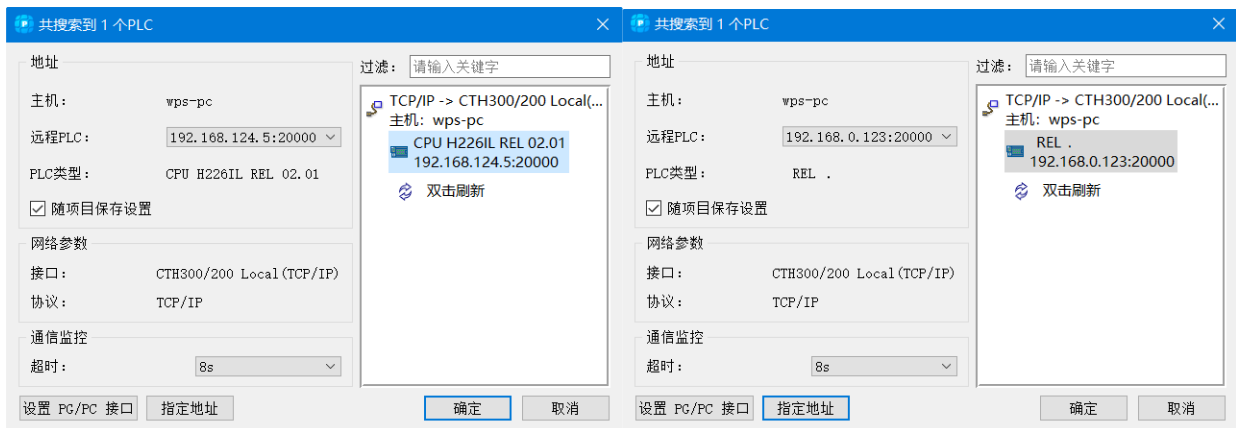 共搜索到 1 个PLC
地址
主机： wps-pc
远程PLC： 192.168.124.5:20000
PLC类型： CPU H226IL REL 02.01
随项目保存设置
网络参数
接口： CTH300/200 Local(TCP/IP)
协议： TCP/IP
通信监控
超时： 8s
设置 PG/PC 接口
指定地址
过滤： 请输入关键字
TCP/IP -> CTH300/200 Local(...
主机：wps-pc
CPU H226IL REL 02.01
192.168.124.5:20000
双击刷新
确定
取消
共搜索到 1 个PLC
地址
主机： wps-pc
远程PLC： 192.168.0.123:20000
PLC类型： REL .
随项目保存设置
网络参数
接口： CTH300/200 Local(TCP/IP)
协议： TCP/IP
通信监控
超时： 8s
设置 PG/PC 接口
指定地址
过滤： 请输入关键字
TCP/IP -> CTH300/200 Local(...
主机：wps-pc
REL .
192.168.0.123:20000
双击刷新
确定
取消